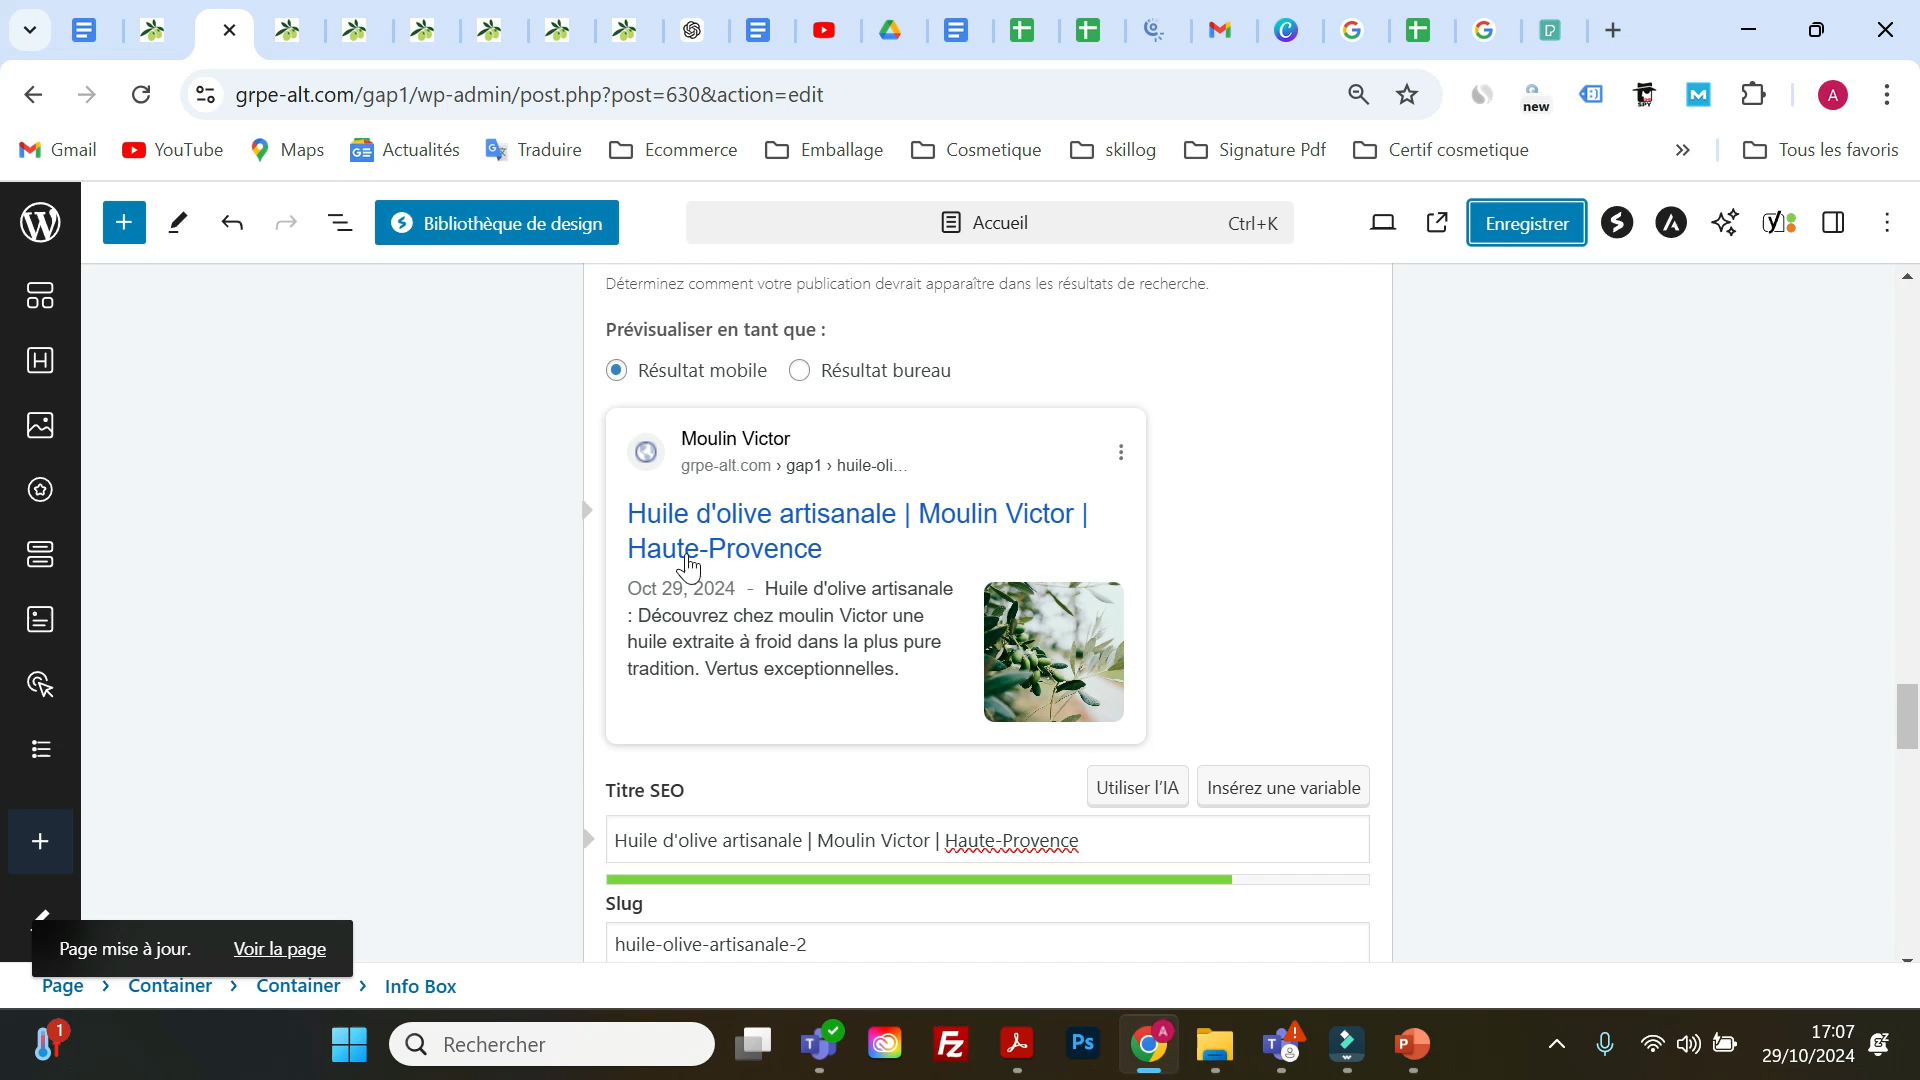 grpe-alt.com/gap1/wp-admin/post.php?post=630&action=edit
new
SPY
A
Gmail
YouTube
Maps
Actualités
Traduire
Ecommerce
Emballage
Cosmetique
skillog
Signature Pdf
Certif cosmetique
»
Tous les favoris
Bibliothèque de design
Accueil
Ctrl+K
Enregistrer
Déterminez comment votre publication devrait apparaître dans les résultats de recherche.
Prévisualiser en tant que :
Résultat mobile
Résultat bureau
Moulin Victor
grpe-alt.com › gap1 › huile-oli...
Huile d'olive artisanale | Moulin Victor |
Haute-Provence
Oct 29, 2024 - Huile d'olive artisanale
: Découvrez chez moulin Victor une
huile extraite à froid dans la plus pure
tradition. Vertus exceptionnelles.
Titre SEO
Utiliser l'IA
Insérez une variable
Huile d'olive artisanale | Moulin Victor | Haute-Provence
Slug
huile-olive-artisanale-2
Page mise à jour.
Voir la page
Page › Container › Container › Info Box
1
Rechercher
17:07
29/10/2024